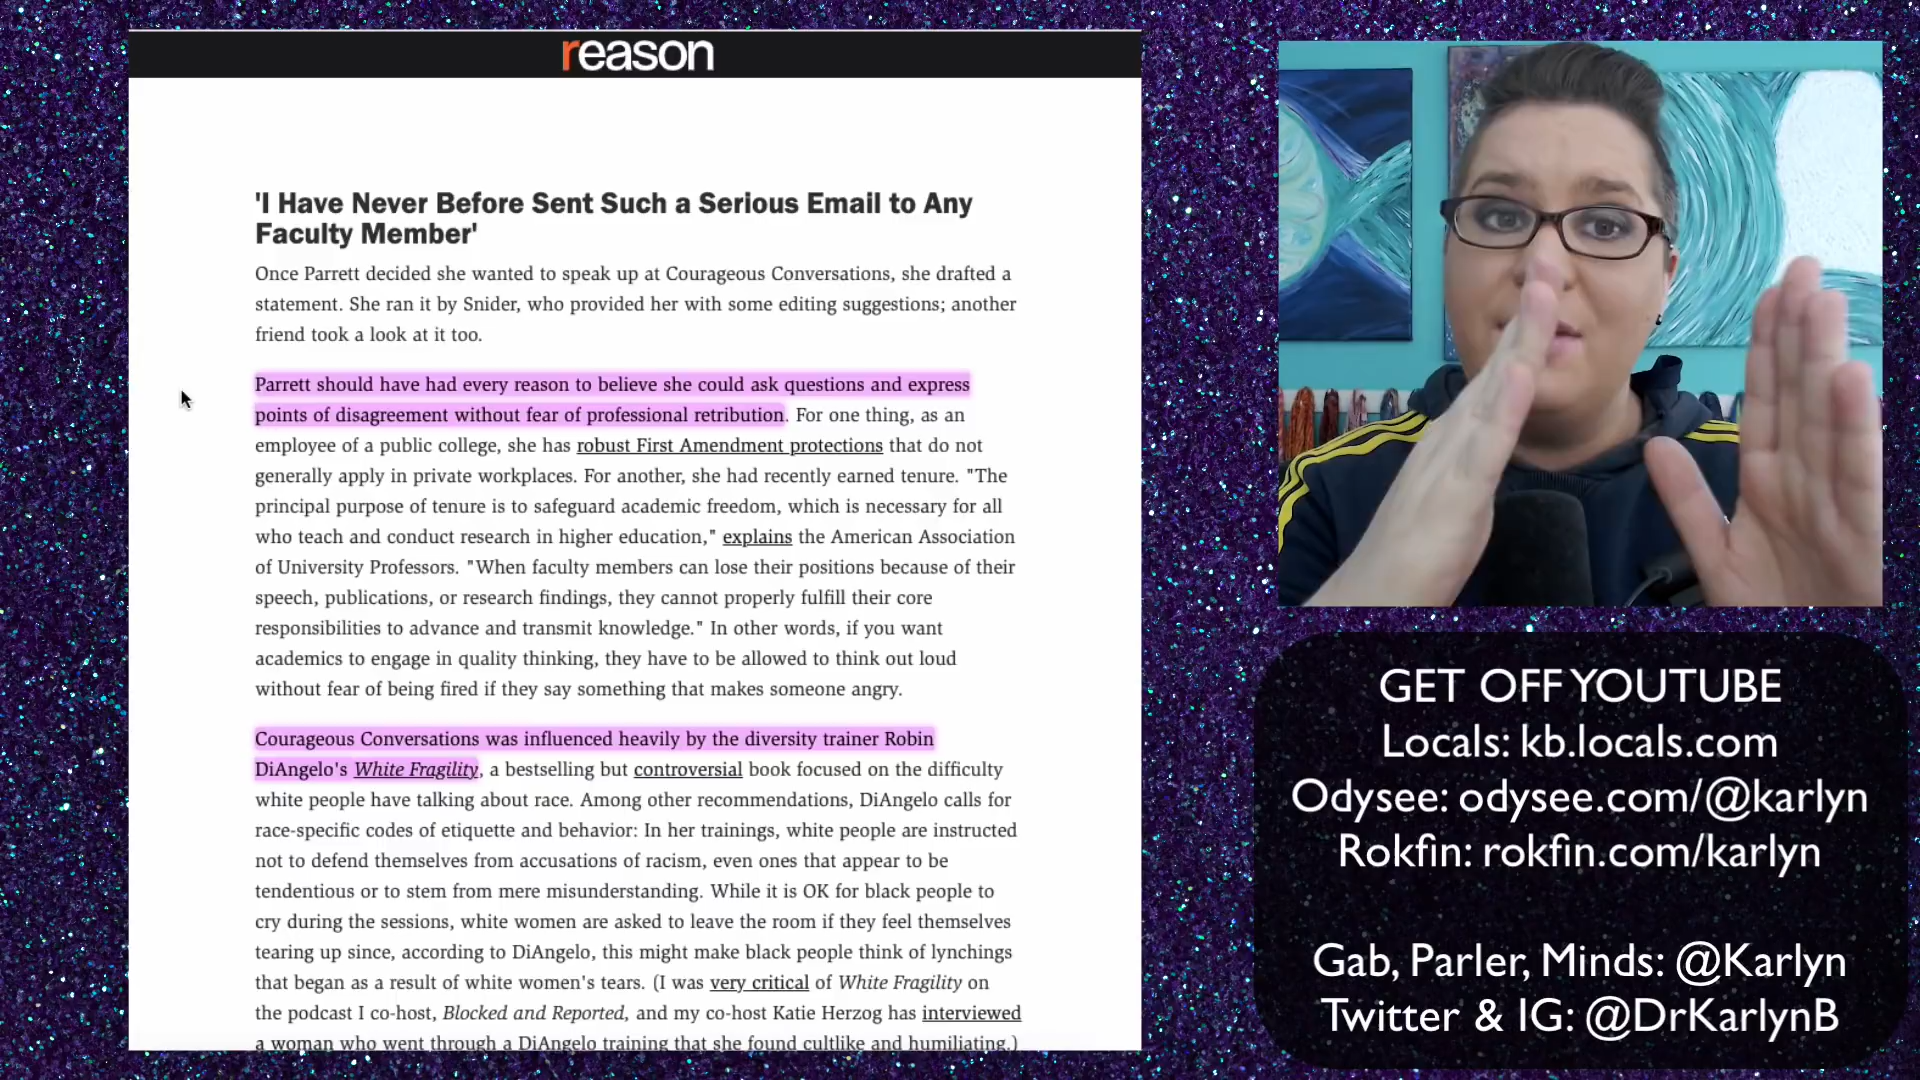 reason
'I Have Never Before Sent Such a Serious Email to Any
Faculty Member'
Once Parrett decided she wanted to speak up at Courageous Conversations, she drafted a
statement. She ran it by Snider, who provided her with some editing suggestions; another
friend took a look at it too.
Parrett should have had every reason to believe she could ask questions and express
points of disagreement without fear of professional retribution. For one thing, as an
employee of a public college, she has robust First Amendment protections that do not
generally apply in private workplaces. For another, she had recently earned tenure. "The
principal purpose of tenure is to safeguard academic freedom, which is necessary for all
who teach and conduct research in higher education," explains the American Association
of University Professors. "When faculty members can lose their positions because of their
speech, publications, or research findings, they cannot properly fulfill their core
responsibilities to advance and transmit knowledge." In other words, if you want
academics to engage in quality thinking, they have to be allowed to think out loud
without fear of being fired if they say something that makes someone angry.
Courageous Conversations was influenced heavily by the diversity trainer Robin
DiAngelo's White Fragility, a bestselling but controversial book focused on the difficulty
white people have talking about race. Among other recommendations, DiAngelo calls for
race-specific codes of etiquette and behavior: In her trainings, white people are instructed
not to defend themselves from accusations of racism, even ones that appear to be
tendentious or to stem from mere misunderstanding. While it is OK for black people to
cry during the sessions, white women are asked to leave the room if they feel themselves
tearing up since, according to DiAngelo, this might make black people think of lynchings
that began as a result of white women's tears. (I was very critical of White Fragility on
the podcast I co-host, Blocked and Reported, and my co-host Katie Herzog has interviewed
a woman who went through a DiAngelo training that she found cultlike and humiliating.)
GET OFF YOUTUBE
Locals: kb.locals.com
Odysee: odysee.com/@karlyn
Rokfin: rokfin.com/karlyn
Gab, Parler, Minds: @Karlyn
Twitter & IG: @DrKarlynB